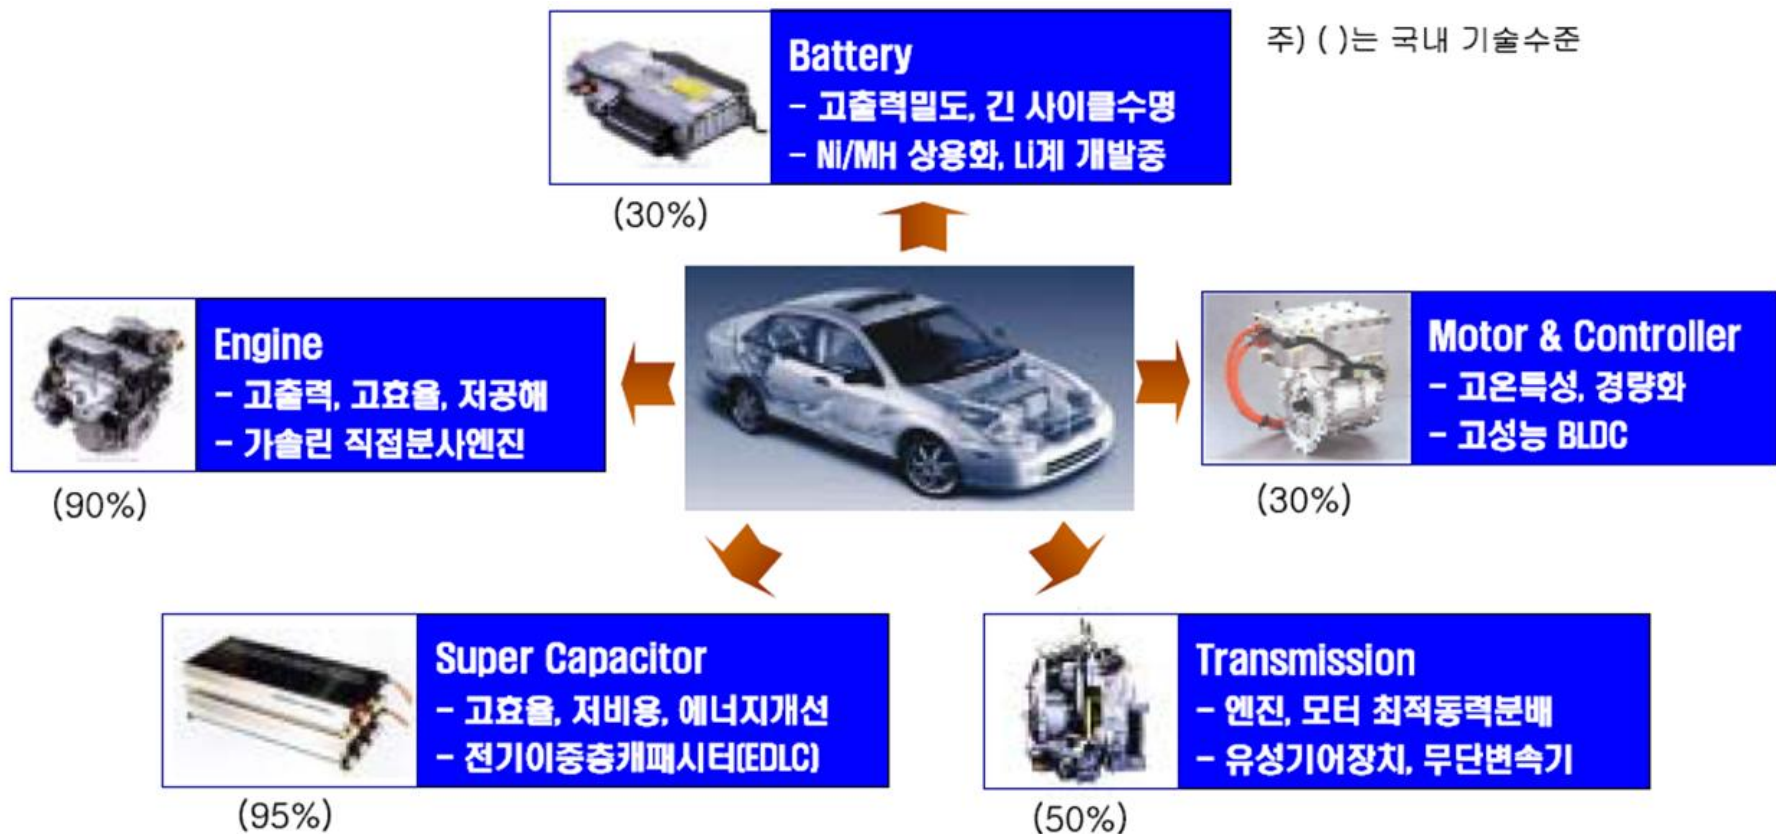 주) ( )는 국내 기술수준
Battery
- 고출력밀도, 긴 사이클수명
- Ni/MH 상용화, Li계 개발중
(30%)
Engine
- 고출력, 고효율, 저공해
- 가솔린 직접분사엔진
(90%)
Motor & Controller
- 고온특성, 경량화
- 고성능 BLDC
(30%)
Super Capacitor
- 고효율, 저비용, 에너지개선
- 전기이중층캐패시터(EDLC)
(95%)
Transmission
- 엔진, 모터 최적동력분배
- 유성기어장치, 무단변속기
(50%)